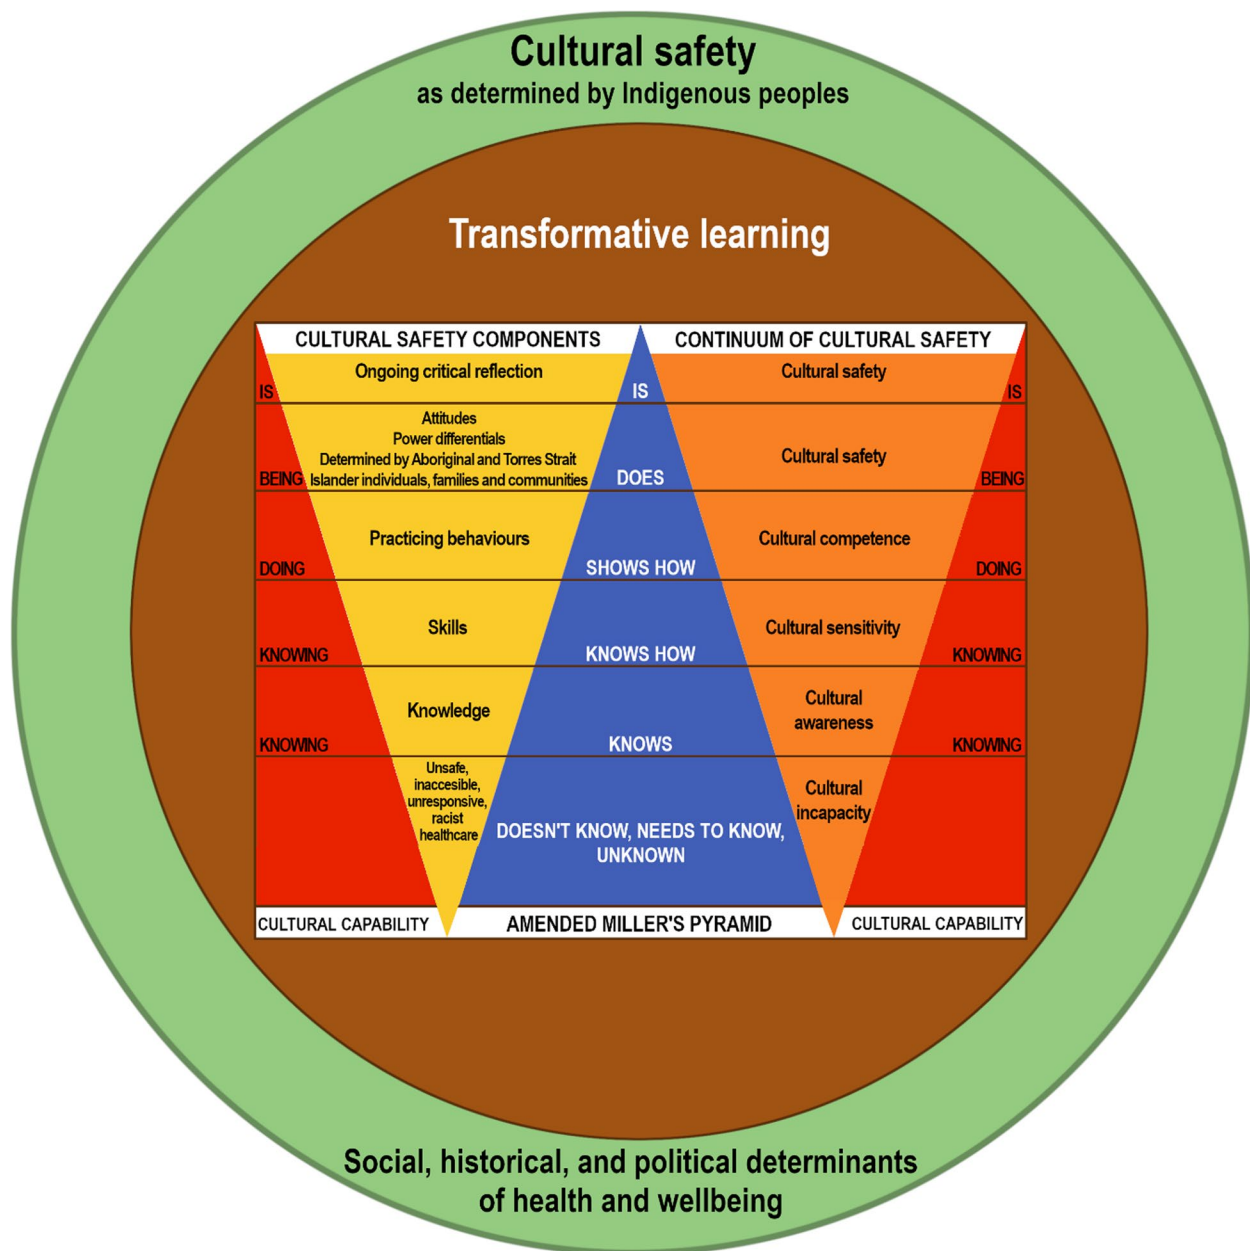 Cultural safety
as determined by Indigenous peoples
Transformative learning
CULTURAL SAFETY COMPONENTS
CONTINUUM OF CULTURAL SAFETY
IS
Ongoing critical reflection
IS
Cultural safety
IS
BEING
Attitudes
Power differentials
Determined by Aboriginal and Torres Strait
Islander individuals, families and communities
DOES
Cultural safety
BEING
DOING
Practicing behaviours
SHOWS HOW
Cultural competence
DOING
KNOWING
Skills
KNOWS HOW
Cultural sensitivity
KNOWING
KNOWING
Knowledge
KNOWS
Cultural
awareness
KNOWING
Unsafe,
inaccesible,
unresponsive,
racist
healthcare
DOESN'T KNOW, NEEDS TO KNOW,
UNKNOWN
Cultural
incapacity
CULTURAL CAPABILITY
AMENDED MILLER'S PYRAMID
CULTURAL CAPABILITY
Social, historical, and political determinants
of health and wellbeing